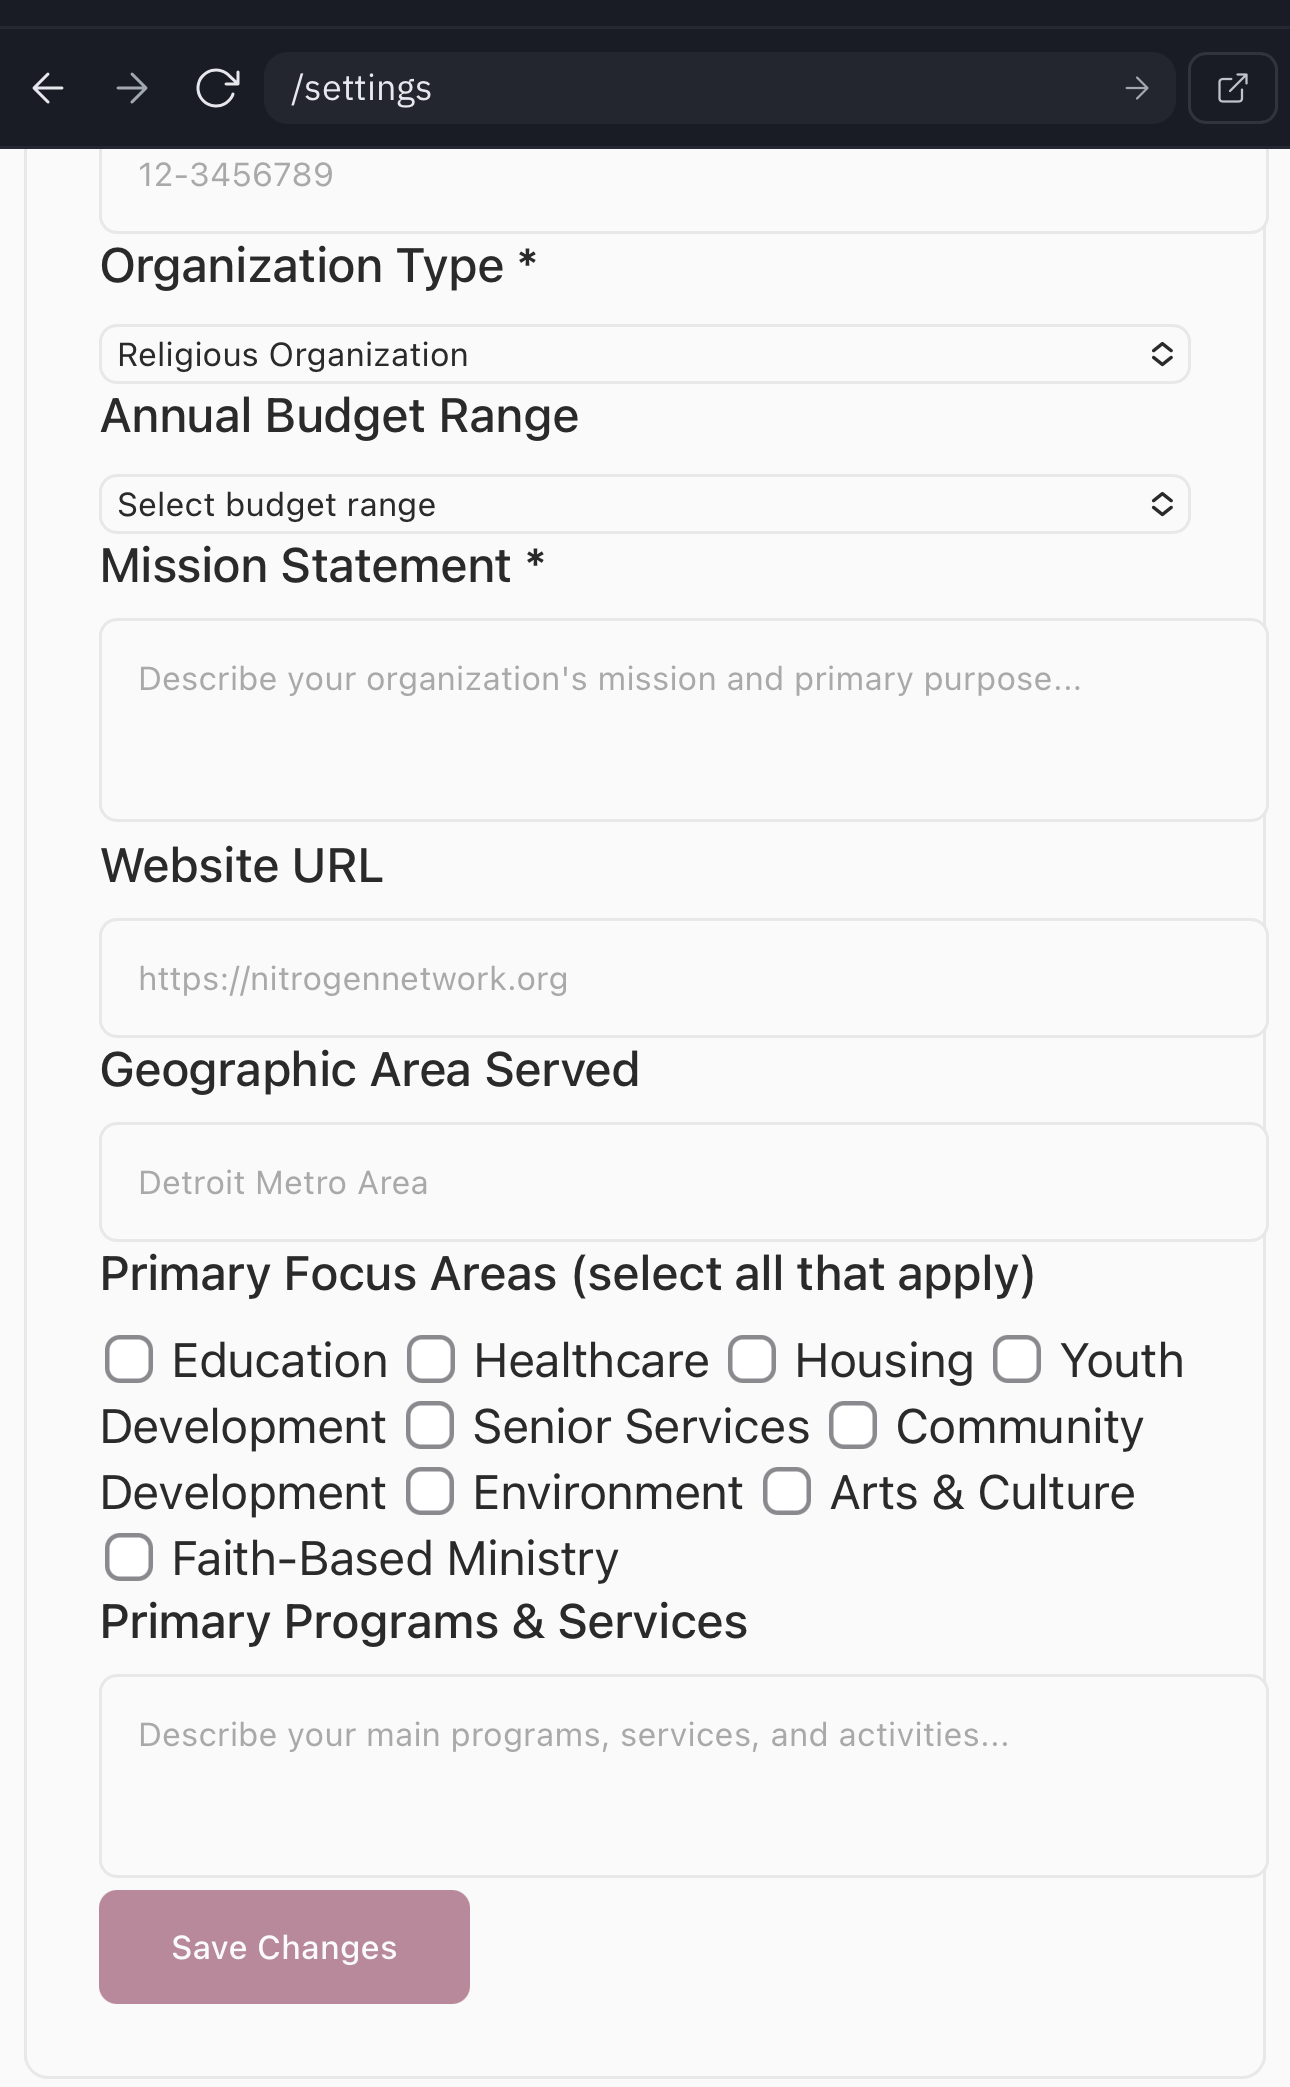 /settings
12-3456789
Organization Type *
Religious Organization
Annual Budget Range
Select budget range
Mission Statement *
Describe your organization's mission and primary purpose...
Website URL
https://nitrogennetwork.org
Geographic Area Served
Detroit Metro Area
Primary Focus Areas (select all that apply)
Education Healthcare Housing Youth
Development Senior Services Community
Development Environment Arts & Culture
Faith-Based Ministry
Primary Programs & Services
Describe your main programs, services, and activities...
Save Changes